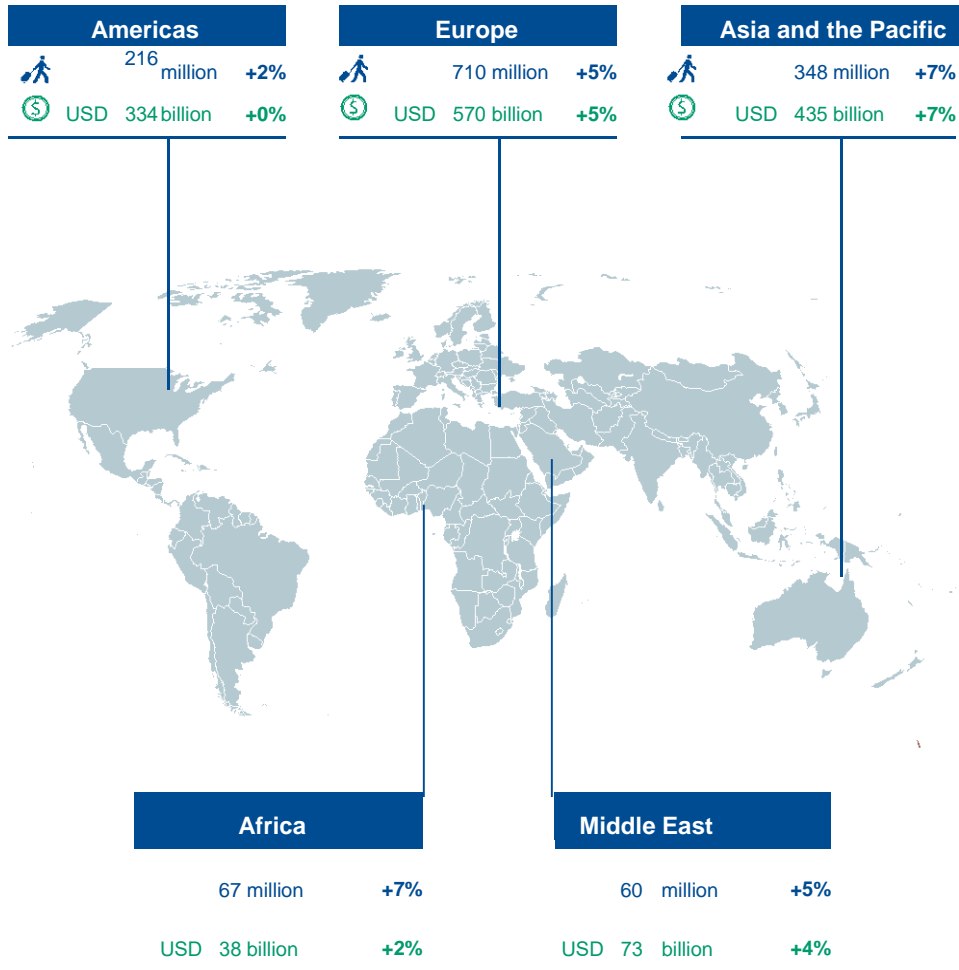 Americas
216 million +2%
USD 334 billion +0%
Europe
710 million +5%
USD 570 billion +5%
Asia and the Pacific
348 million +7%
USD 435 billion +7%
Africa
67 million +7%
USD 38 billion +2%
Middle East
60 million +5%
USD 73 billion +4%